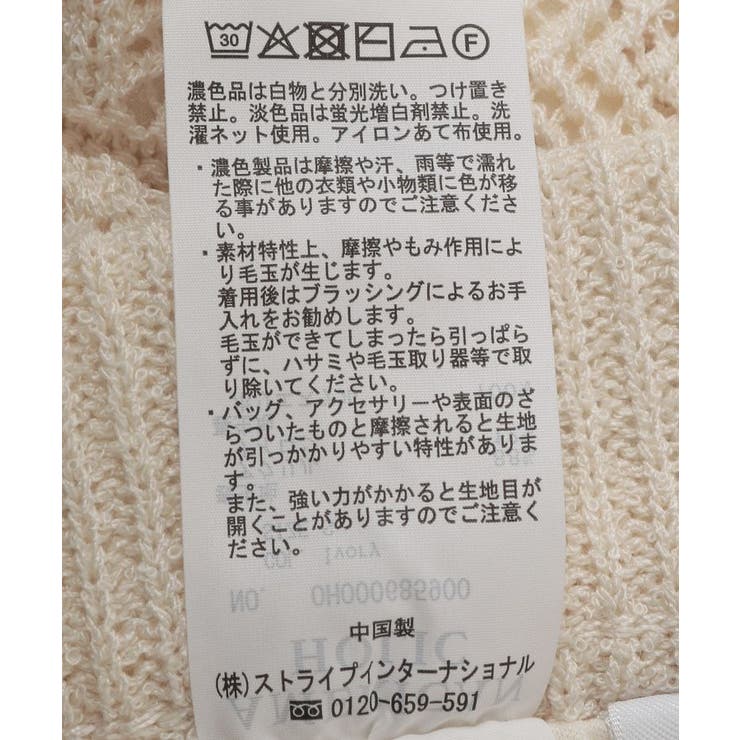 30 F
濃色品は白物と分別洗い。つけ置き
禁止。淡色品は蛍光増白剤禁止。洗
濯ネット使用。アイロンあて布使用。
・濃色製品は摩擦や汗、雨等で濡れ
た際に他の衣類や小物類に色が移
る事がありますのでご注意くださ
い。
・素材特性上、摩擦やもみ作用によ
り毛玉が生じます。
着用後はブラッシングによるお手
入れをお勧めします。
毛玉ができてしまったら引っぱら
ずに、ハサミや毛玉取り器等で取
り除いてください。
・バッグ、アクセサリーや表面のざ
らついたものと摩擦されると生地
が引っかかりやすい特性がありま
す。
また、強い力がかかると生地目が
開くことがありますのでご注意く
ださい。
Ivory
NO. 0H000685900
中国製
(株)ストライプインターナショナル
0120-659-591
AMERICAN
HOLIC